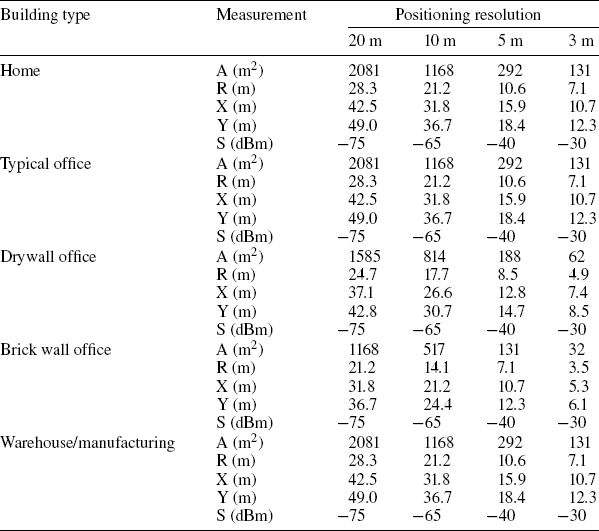 Building type Measurement Positioning resolution
20 m 10 m 5 m 3 m
Home A (m²) 2081 1168 292 131
R (m) 28.3 21.2 10.6 7.1
X (m) 42.5 31.8 15.9 10.7
Y (m) 49.0 36.7 18.4 12.3
S (dBm) −75 −65 −40 −30
Typical office A (m²) 2081 1168 292 131
R (m) 28.3 21.2 10.6 7.1
X (m) 42.5 31.8 15.9 10.7
Y (m) 49.0 36.7 18.4 12.3
S (dBm) −75 −65 −40 −30
Drywall office A (m²) 1585 814 188 62
R (m) 24.7 17.7 8.5 4.9
X (m) 37.1 26.6 12.8 7.4
Y (m) 42.8 30.7 14.7 8.5
S (dBm) −75 −65 −40 −30
Brick wall office A (m²) 1168 517 131 32
R (m) 21.2 14.1 7.1 3.5
X (m) 31.8 21.2 10.7 5.3
Y (m) 36.7 24.4 12.3 6.1
S (dBm) −75 −65 −40 −30
Warehouse/manufacturing A (m²) 2081 1168 292 131
R (m) 28.3 21.2 10.6 7.1
X (m) 42.5 31.8 15.9 10.7
Y (m) 49.0 36.7 18.4 12.3
S (dBm) −75 −65 −40 −30